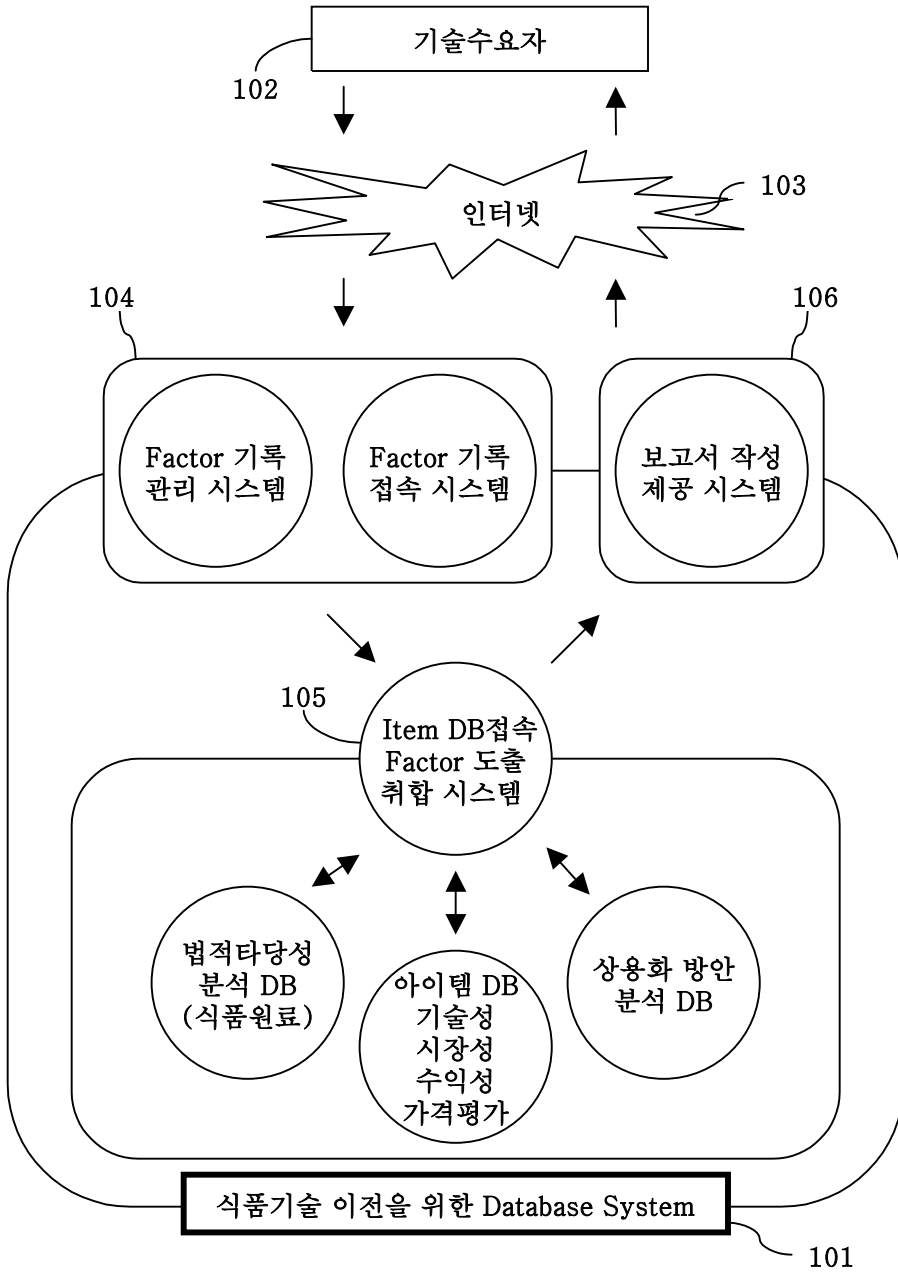 기술수요자
102
103
인터넷
104
106
Factor 기록
관리 시스템
Factor 기록
접속 시스템
보고서 작성
제공 시스템
105
Item DB접속
Factor 도출
취합 시스템
법적타당성
분석 DB
(식품원료)
아이템 DB
기술성
시장성
수익성
가격평가
상용화 방안
분석 DB
식품기술 이전을 위한 Database System
101